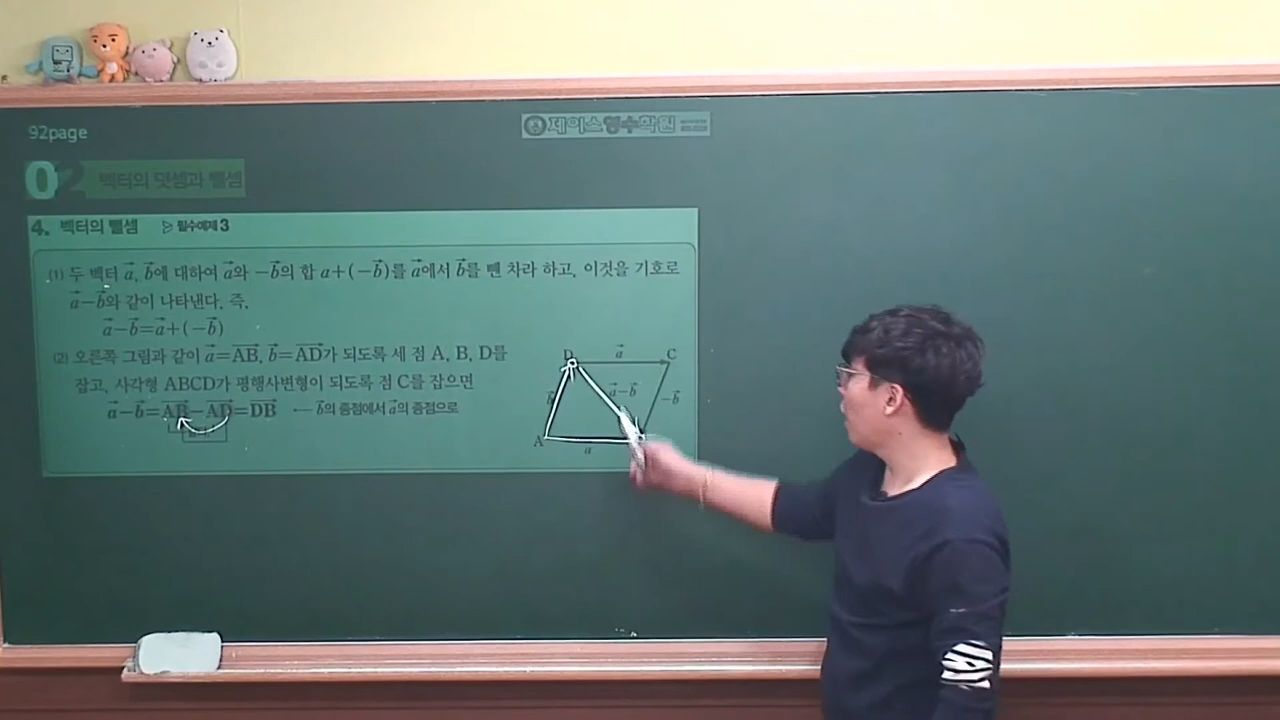 92page
제이스영수학원
02 벡터의 덧셈과 뺄셈
4. 벡터의 뺄셈 ▷ 필수예제 3
(1) 두 벡터 a⃗, b⃗에 대하여 a⃗와 −b⃗의 합 a⃗+(−b⃗)를 a⃗에서 b⃗를 뺀 차라 하고, 이것을 기호로
a⃗−b⃗와 같이 나타낸다. 즉,
a⃗−b⃗=a⃗+(−b⃗)
(2) 오른쪽 그림과 같이 a⃗=AB⃗, b⃗=AD⃗가 되도록 세 점 A, B, D를
잡고, 사각형 ABCD가 평행사변형이 되도록 점 C를 잡으면
a⃗−b⃗=AB⃗−AD⃗=DB⃗ ← b⃗의 종점에서 a⃗의 종점으로
D a⃗ C
b⃗ a⃗−b⃗ −b⃗
A
a⃗